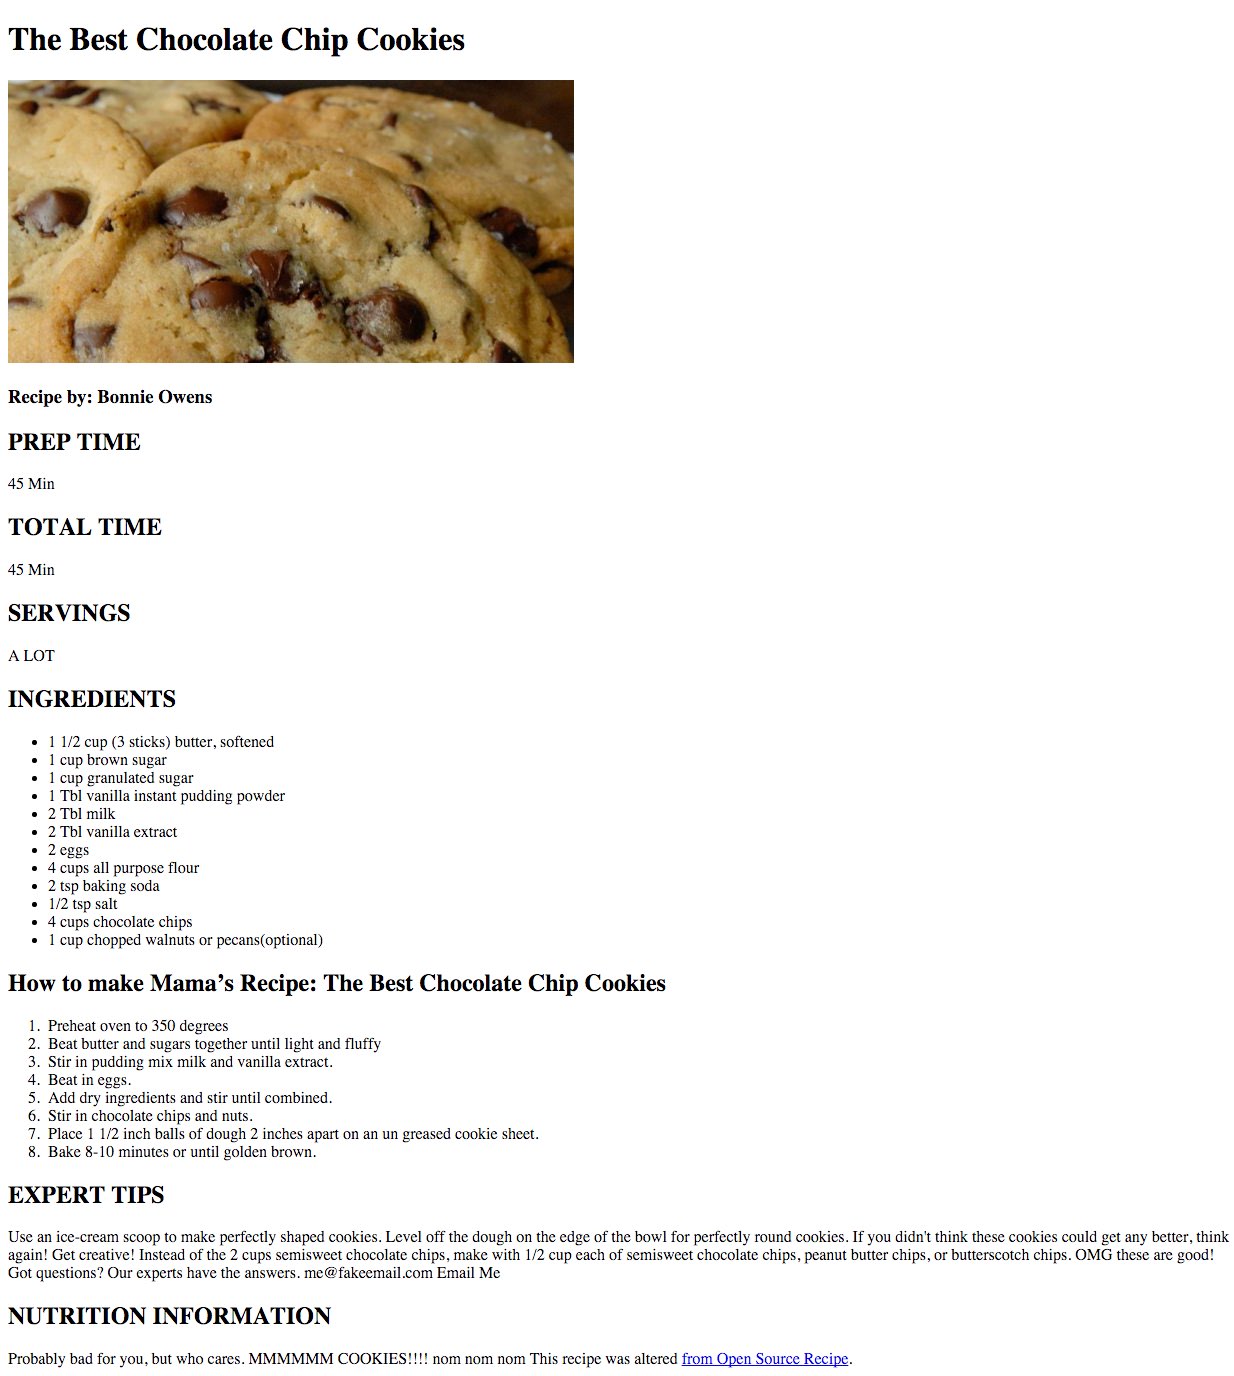 The Best Chocolate Chip Cookies
Recipe by: Bonnie Owens
PREP TIME
45 Min
TOTAL TIME
45 Min
SERVINGS
A LOT
INGREDIENTS
• 1 1/2 cup (3 sticks) butter, softened
• 1 cup brown sugar
• 1 cup granulated sugar
• 1 Tbl vanilla instant pudding powder
• 2 Tbl milk
• 2 Tbl vanilla extract
• 2 eggs
• 4 cups all purpose flour
• 2 tsp baking soda
• 1/2 tsp salt
• 4 cups chocolate chips
• 1 cup chopped walnuts or pecans(optional)
How to make Mama’s Recipe: The Best Chocolate Chip Cookies
1. Preheat oven to 350 degrees
2. Beat butter and sugars together until light and fluffy
3. Stir in pudding mix milk and vanilla extract.
4. Beat in eggs.
5. Add dry ingredients and stir until combined.
6. Stir in chocolate chips and nuts.
7. Place 1 1/2 inch balls of dough 2 inches apart on an un greased cookie sheet.
8. Bake 8-10 minutes or until golden brown.
EXPERT TIPS
Use an ice-cream scoop to make perfectly shaped cookies. Level off the dough on the edge of the bowl for perfectly round cookies. If you didn't think these cookies could get any better, think
again! Get creative! Instead of the 2 cups semisweet chocolate chips, make with 1/2 cup each of semisweet chocolate chips, peanut butter chips, or butterscotch chips. OMG these are good!
Got questions? Our experts have the answers. me@fakeemail.com Email Me
NUTRITION INFORMATION
Probably bad for you, but who cares. MMMMMM COOKIES!!!! nom nom nom This recipe was altered from Open Source Recipe.